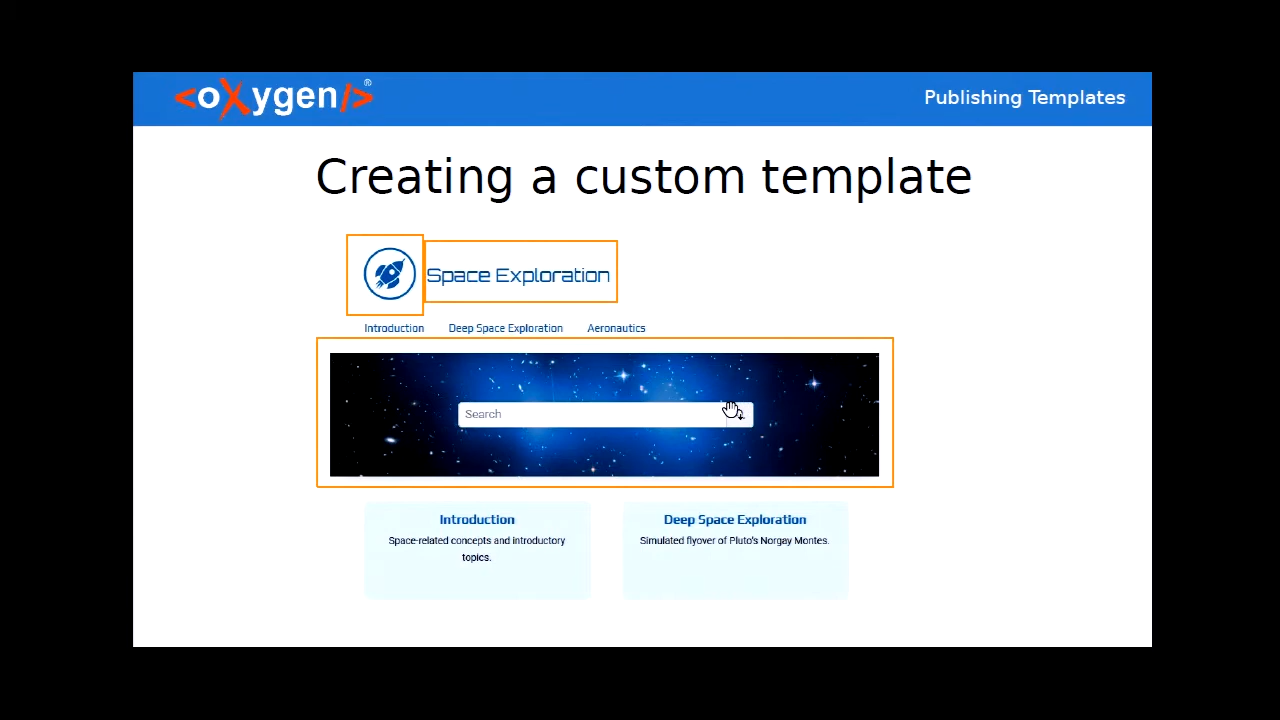 <oXygen/>®
Publishing Templates
Creating a custom template
Space Exploration
Introduction Deep Space Exploration Aeronautics
Search
Introduction
Space-related concepts and introductory
topics.
Deep Space Exploration
Simulated flyover of Pluto's Norgay Montes.